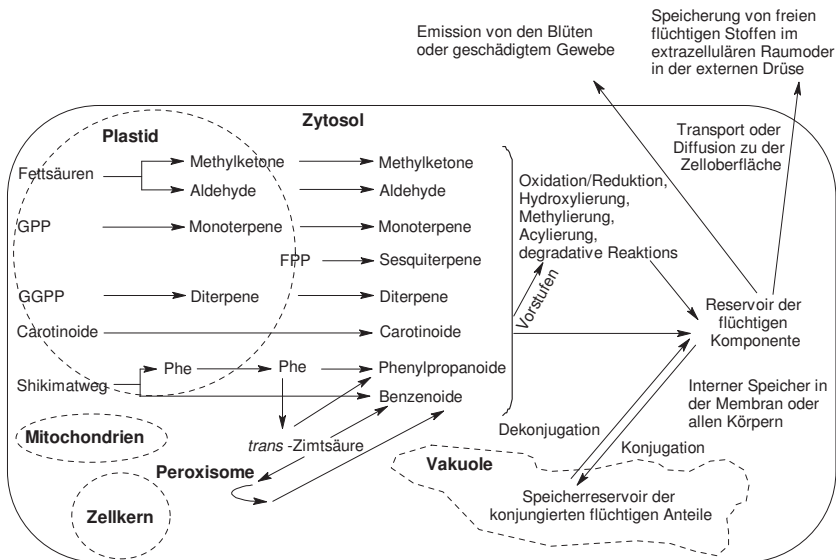 Emission von den Blüten
oder geschädigtem Gewebe
Speicherung von freien
flüchtigen Stoffen im
extrazellulären Raumoder
in der externen Drüse
Zytosol
Plastid
Transport oder
Diffusion zu der
Zelloberfläche
Fettsäuren
Methylketone
Methylketone
Aldehyde
Aldehyde
GPP
Monoterpene
Monoterpene
FPP
Sesquiterpene
GGPP
Diterpene
Diterpene
Carotinoide
Carotinoide
Shikimatweg
Phe
Phe
Phenylpropanoide
Benzenoide
Oxidation/Reduktion,
Hydroxylierung,
Methylierung,
Acylierung,
degradative Reaktions
Vorstufen
Reservoir der
flüchtigen
Komponente
Interner Speicher in
der Membran oder
allen Körpern
Mitochondrien
trans -Zimtsäure
Peroxisome
Zellkern
Dekonjugation
Konjugation
Vakuole
Speicherreservoir der
konjungierten flüchtigen Anteile